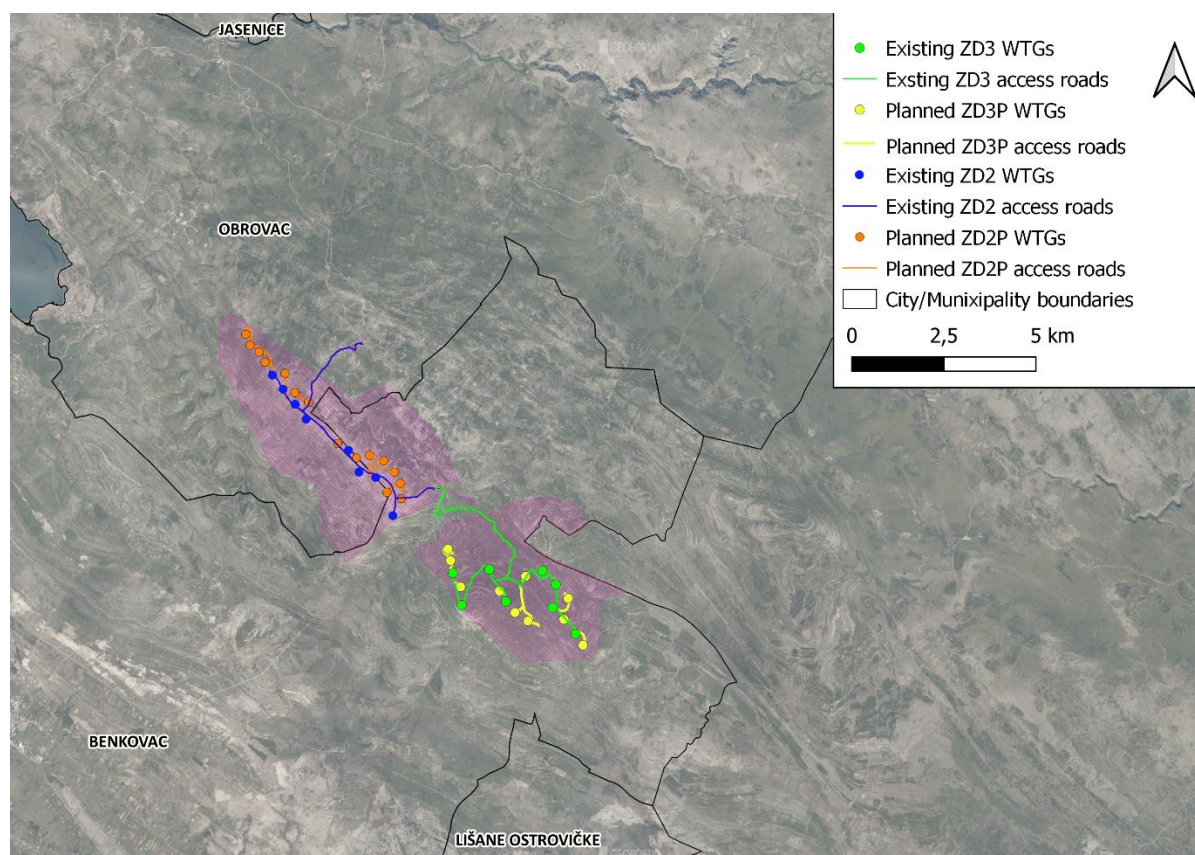 JASENICE
OBROVAC
BENKOVAC
LIŠANE OSTROVIČKE
Existing ZD3 WTGs
Exsting ZD3 access roads
Planned ZD3P WTGs
Planned ZD3P access roads
Existing ZD2 WTGs
Existing ZD2 access roads
Planned ZD2P WTGs
Planned ZD2P access roads
City/Munixipality boundaries
0 2,5 5 km